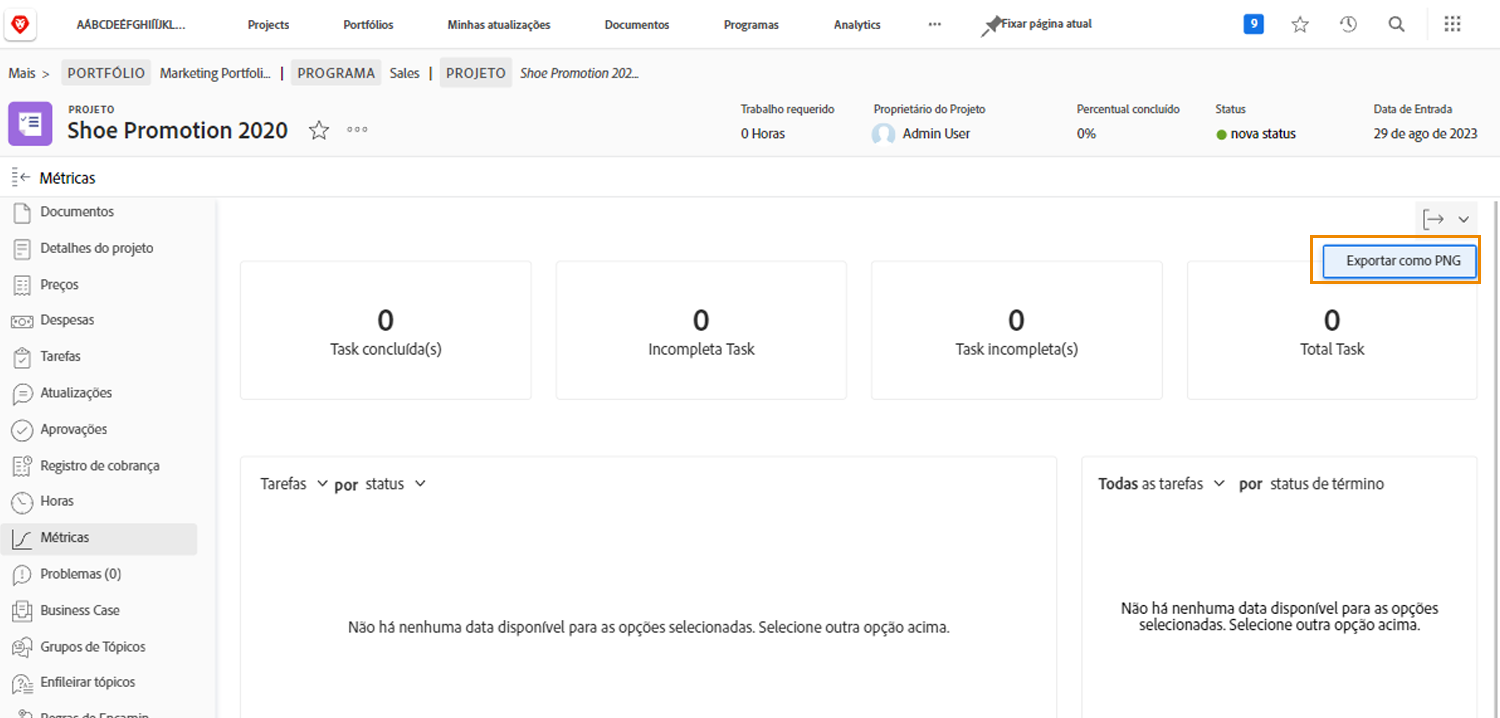 AÁBCDEÉFGHIÍÏJKL... Projects Portfólios Minhas atualizações Documentos Programas Analytics ••• Fixar página atual 9
Mais > PORTFÓLIO Marketing Portfoli... | PROGRAMA Sales | PROJETO Shoe Promotion 202...
PROJETO
Shoe Promotion 2020
Trabalho requerido
0 Horas
Proprietário do Projeto
Admin User
Percentual concluído
0%
Status
nova status
Data de Entrada
29 de ago de 2023
Métricas
Documentos
Detalhes do projeto
Preços
Despesas
Tarefas
Atualizações
Aprovações
Registro de cobrança
Horas
Métricas
Problemas (0)
Business Case
Grupos de Tópicos
Enfileirar tópicos
Regras de Encamin
Exportar como PNG
0
Task concluída(s)
0
Incompleta Task
0
Task incompleta(s)
0
Total Task
Tarefas por status
Não há nenhuma data disponível para as opções selecionadas. Selecione outra opção acima.
Todas as tarefas por status de término
Não há nenhuma data disponível para as opções
selecionadas. Selecione outra opção acima.